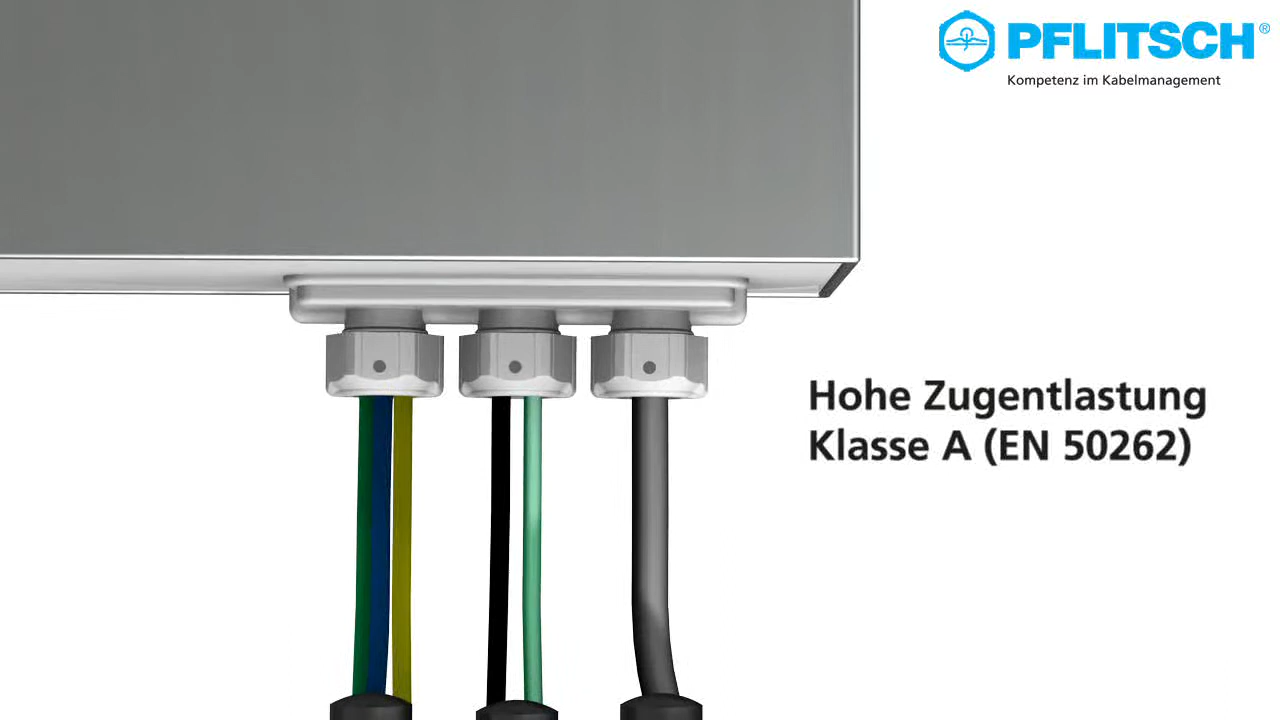 PFLITSCH®
Kompetenz im Kabelmanagement
Hohe Zugentlastung
Klasse A (EN 50262)